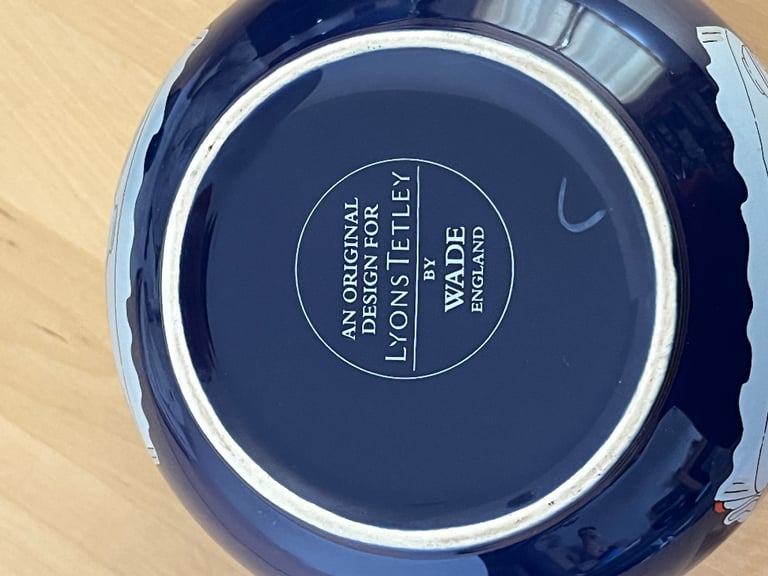 AN ORIGINAL
DESIGN FOR
LYONS TETLEY
BY
WADE
ENGLAND